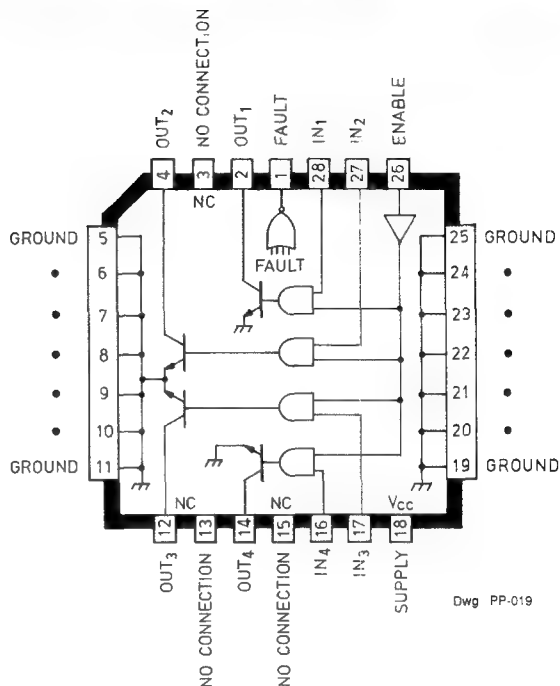 OUT2
NO CONNECTION
OUT1
FAULT
IN1
IN2
ENABLE
4
3
2
1
28
27
26
NC
FAULT
GROUND
5
6
7
8
9
10
GROUND
11
25
GROUND
24
23
22
21
20
19
GROUND
NC
NC
VCC
12
13
14
15
16
17
18
OUT3
NO CONNECTION
OUT4
NO CONNECTION
IN4
IN3
SUPPLY
Dwg PP-019